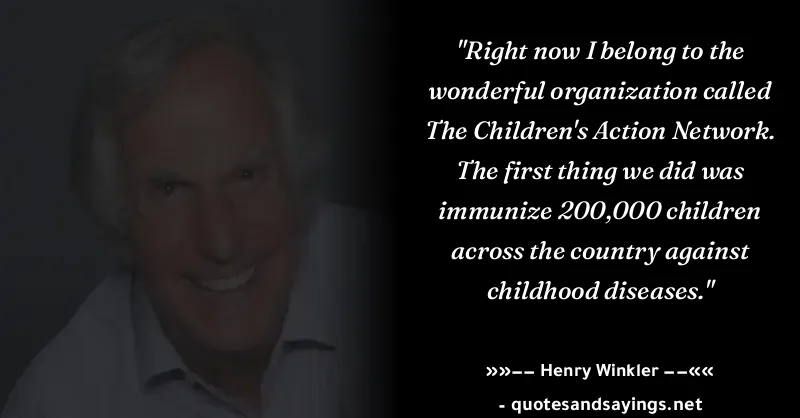 "Right now I belong to the
wonderful organization called
The Children's Action Network.
The first thing we did was
immunize 200,000 children
across the country against
childhood diseases."
»»−− Henry Winkler −−««
- quotesandsayings.net